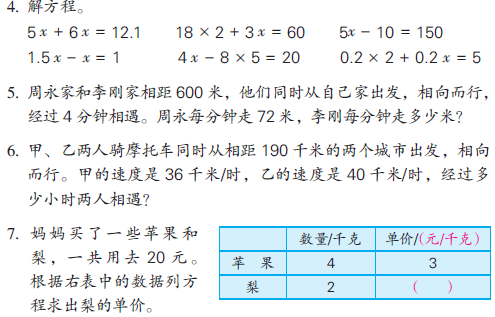 4. 解方程。
5x + 6x = 12.1 18 × 2 + 3x = 60 5x − 10 = 150
1.5x − x = 1 4x − 8 × 5 = 20 0.2 × 2 + 0.2x = 5
5. 周永家和李刚家相距 600 米，他们同时从自己家出发，相向而行，
经过 4 分钟相遇。周永每分钟走 72 米，李刚每分钟走多少米?
6. 甲、乙两人骑摩托车同时从相距 190 千米的两个城市出发，相向
而行。甲的速度是 36 千米/时，乙的速度是 40 千米/时，经过多
少小时两人相遇?
7. 妈妈买了一些苹果和
梨，一共用去 20 元。
根据右表中的数据列方
程求出梨的单价。
数量/千克 单价/(元/千克)
苹 果 4 3
梨 2 ( )